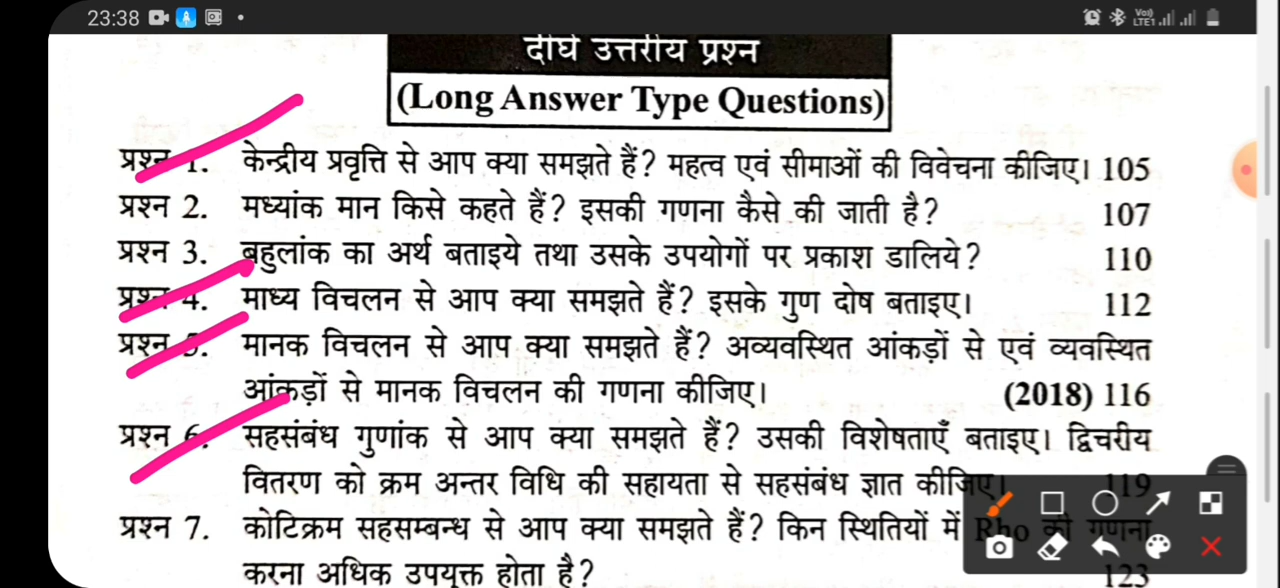 23:38
Vo) LTE1
दीर्घ उत्तरीय प्रश्न
(Long Answer Type Questions)
प्रश्न 1. केन्द्रीय प्रवृत्ति से आप क्या समझते हैं? महत्व एवं सीमाओं की विवेचना कीजिए। 105
प्रश्न 2. मध्यांक मान किसे कहते हैं? इसकी गणना कैसे की जाती है? 107
प्रश्न 3. बहुलांक का अर्थ बताइये तथा उसके उपयोगों पर प्रकाश डालिये? 110
प्रश्न 4. माध्य विचलन से आप क्या समझते हैं? इसके गुण दोष बताइए। 112
प्रश्न 5. मानक विचलन से आप क्या समझते हैं? अव्यवस्थित आंकड़ों से एवं व्यवस्थित
आंकड़ों से मानक विचलन की गणना कीजिए। (2018) 116
प्रश्न 6. सहसंबंध गुणांक से आप क्या समझते हैं? उसकी विशेषताएँ बताइए। द्विचरीय
वितरण को क्रम अन्तर विधि की सहायता से सहसंबंध ज्ञात कीजिए। 119
प्रश्न 7. कोटिक्रम सहसम्बन्ध से आप क्या समझते हैं? किन स्थितियों में Rho की गणना
करना अधिक उपयुक्त होता है? 123